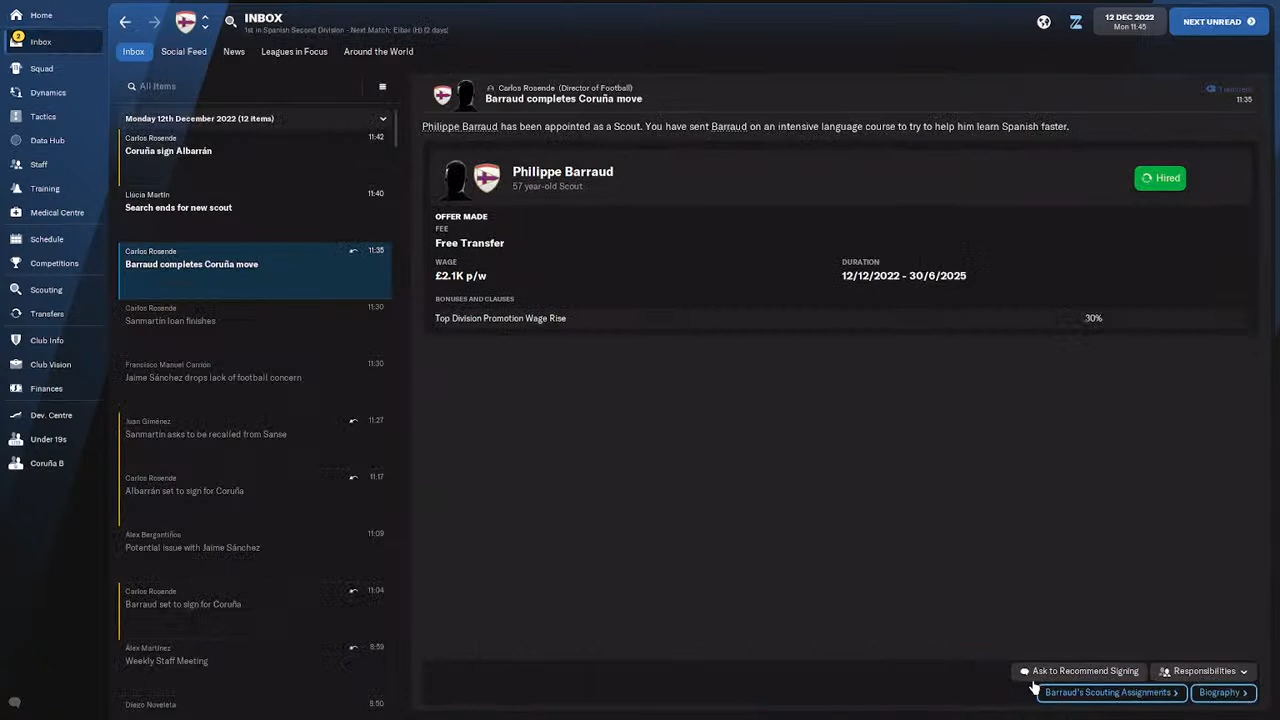 Home
2
Inbox
Squad
Dynamics
Tactics
Data Hub
Staff
Training
Medical Centre
Schedule
Competitions
Scouting
Transfers
Club Info
Club Vision
Finances
Dev. Centre
Under 19s
Coruña B
INBOX
1st in Spanish Second Division - Next Match: Eibar (H) (2 days)
12 DEC 2022
Mon 11:45
NEXT UNREAD
Inbox
Social Feed
News
Leagues in Focus
Around the World
All Items
Monday 12th December 2022 (12 items)
Carlos Rosende 11:42
Coruña sign Albarrán
Llúcia Martín 11:40
Search ends for new scout
Carlos Rosende 11:35
Barraud completes Coruña move
Carlos Rosende 11:30
Sanmartín loan finishes
Francisco Manuel Carrión 11:30
Jaime Sánchez drops lack of football concern
Juan Giménez 11:27
Sanmartín asks to be recalled from Sanse
Carlos Rosende 11:17
Albarrán set to sign for Coruña
Álex Bergantiños 11:09
Potential issue with Jaime Sánchez
Carlos Rosende 11:04
Barraud set to sign for Coruña
Álex Martínez 8:59
Weekly Staff Meeting
Diego Noveleta 8:50
Carlos Rosende (Director of Football)
Barraud completes Coruña move
Transfers
11:35
Philippe Barraud has been appointed as a Scout. You have sent Barraud on an intensive language course to try to help him learn Spanish faster.
Philippe Barraud
57 year-old Scout
Hired
OFFER MADE
FEE
Free Transfer
WAGE
£2.1K p/w
DURATION
12/12/2022 - 30/6/2025
BONUSES AND CLAUSES
Top Division Promotion Wage Rise 30%
Ask to Recommend Signing
Responsibilities
Barraud's Scouting Assignments
Biography